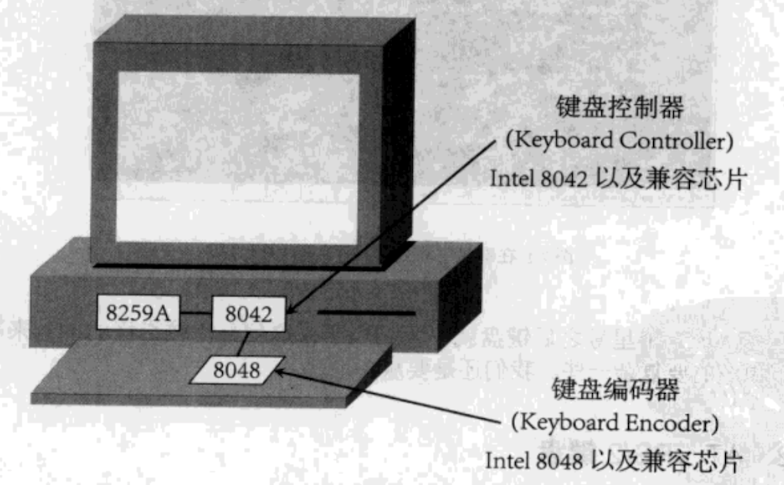 键盘控制器
(Keyboard Controller)
Intel 8042 以及兼容芯片
8259A
8042
8048
键盘编码器
(Keyboard Encoder)
Intel 8048 以及兼容芯片